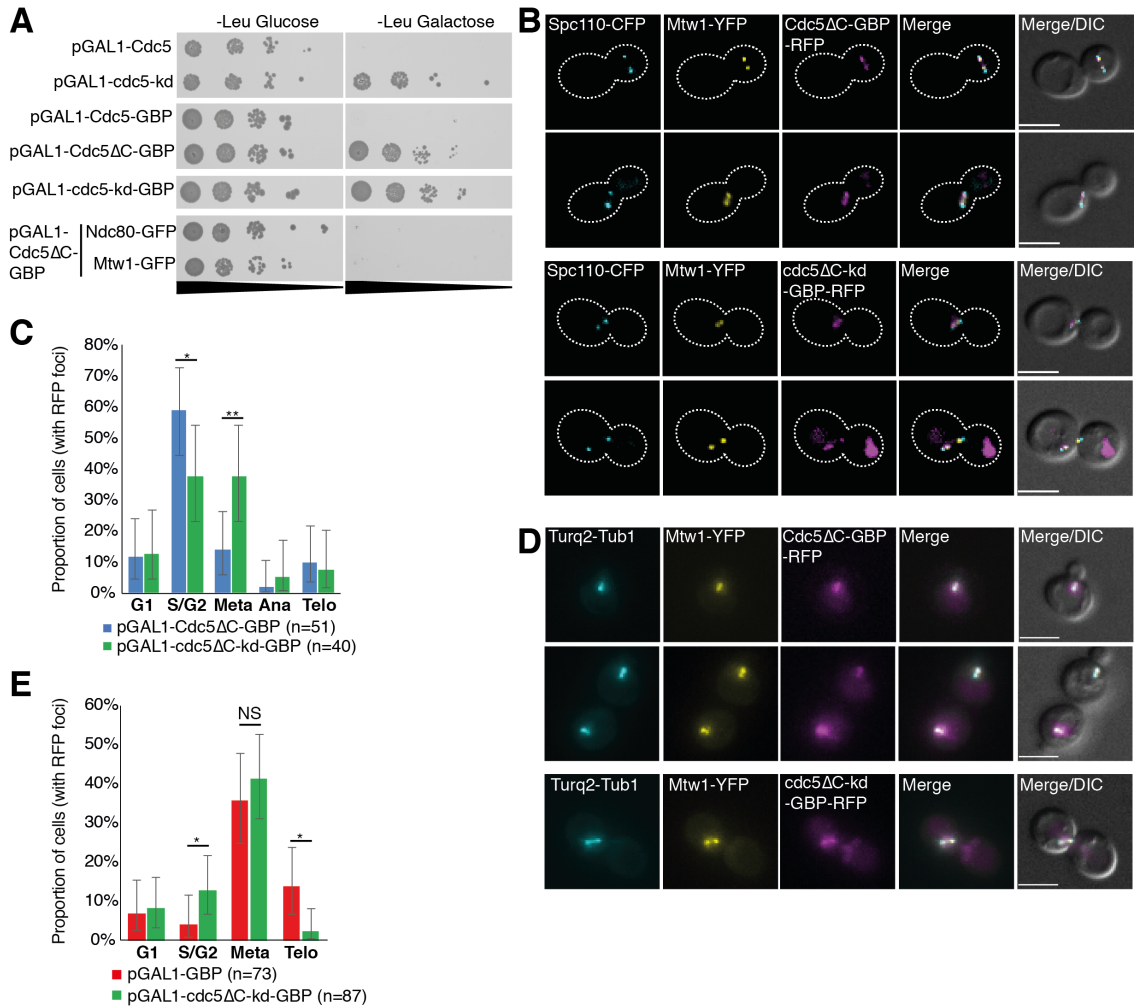 A
-Leu Glucose
-Leu Galactose
pGAL1-Cdc5
pGAL1-cdc5-kd
pGAL1-Cdc5-GBP
pGAL1-Cdc5ΔC-GBP
pGAL1-cdc5-kd-GBP
pGAL1-
Cdc5ΔC-
GBP
Ndc80-GFP
Mtw1-GFP
B
Spc110-CFP
Mtw1-YFP
Cdc5ΔC-GBP
-RFP
Merge
Merge/DIC
Spc110-CFP
Mtw1-YFP
cdc5ΔC-kd
-GBP-RFP
Merge
Merge/DIC
C
Proportion of cells (with RFP foci)
80%
70%
60%
50%
40%
30%
20%
10%
0%
*
**
G1 S/G2 Meta Ana Telo
pGAL1-Cdc5ΔC-GBP (n=51)
pGAL1-cdc5ΔC-kd-GBP (n=40)
D
Turq2-Tub1
Mtw1-YFP
Cdc5ΔC-GBP
-RFP
Merge
Merge/DIC
Turq2-Tub1
Mtw1-YFP
cdc5ΔC-kd
-GBP-RFP
Merge
Merge/DIC
E
Proportion of cells (with RFP foci)
60%
50%
40%
30%
20%
10%
0%
*
NS
*
G1 S/G2 Meta Telo
pGAL1-GBP (n=73)
pGAL1-cdc5ΔC-kd-GBP (n=87)